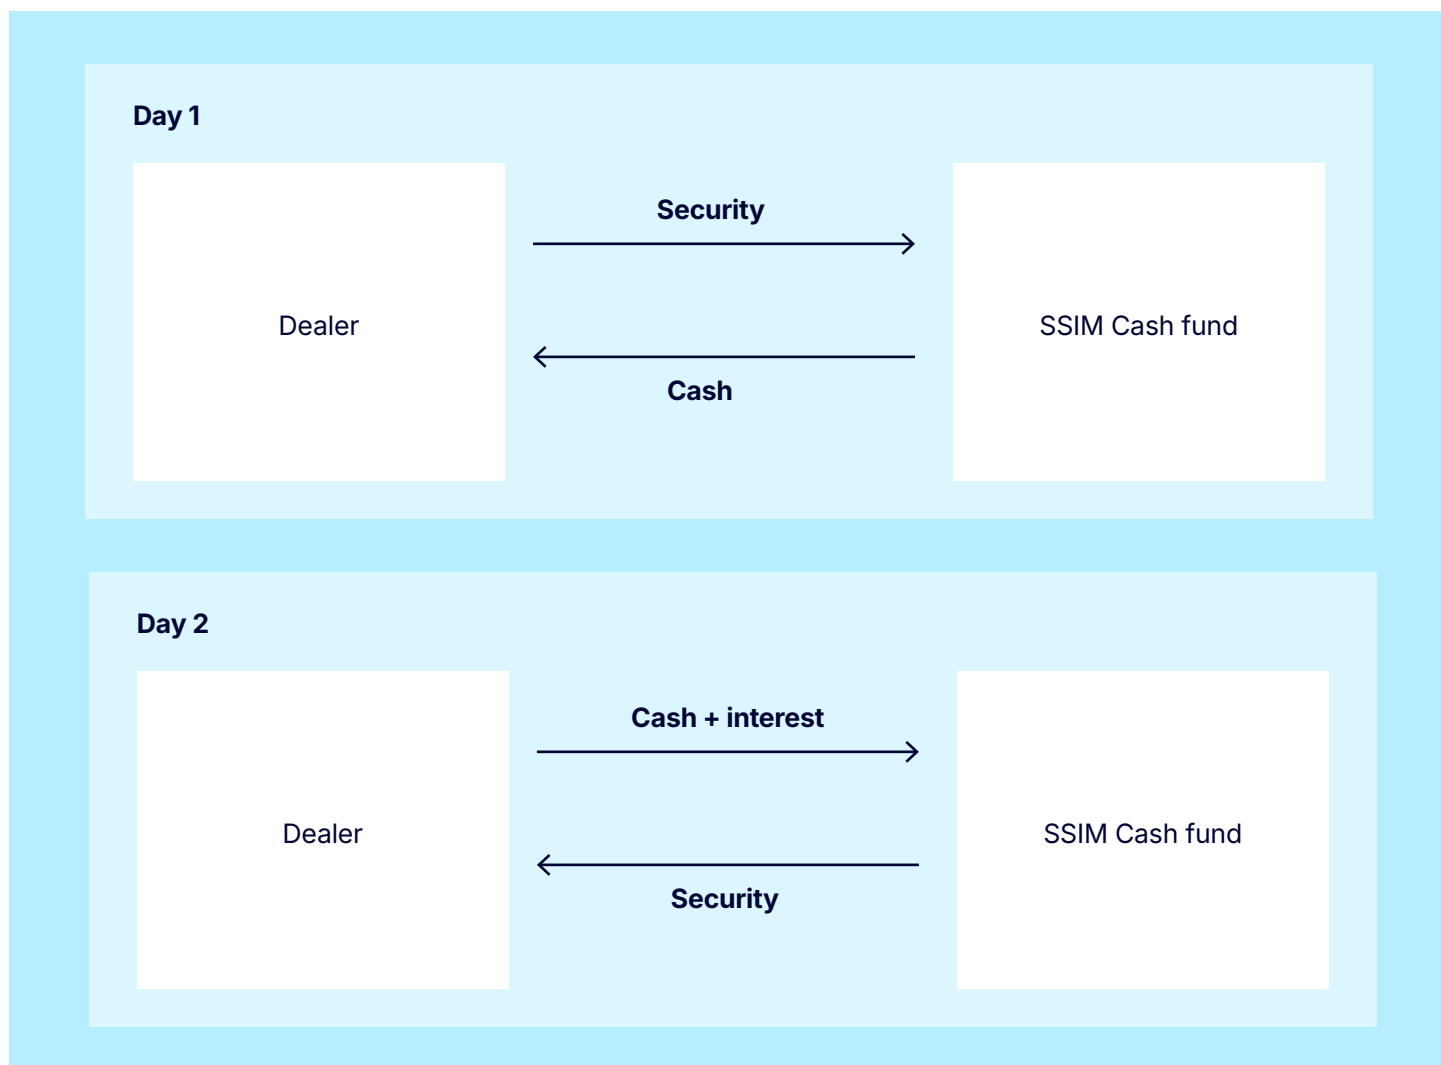 Day 1
Security
Dealer
SSIM Cash fund
Cash
Day 2
Cash + interest
Dealer
SSIM Cash fund
Security